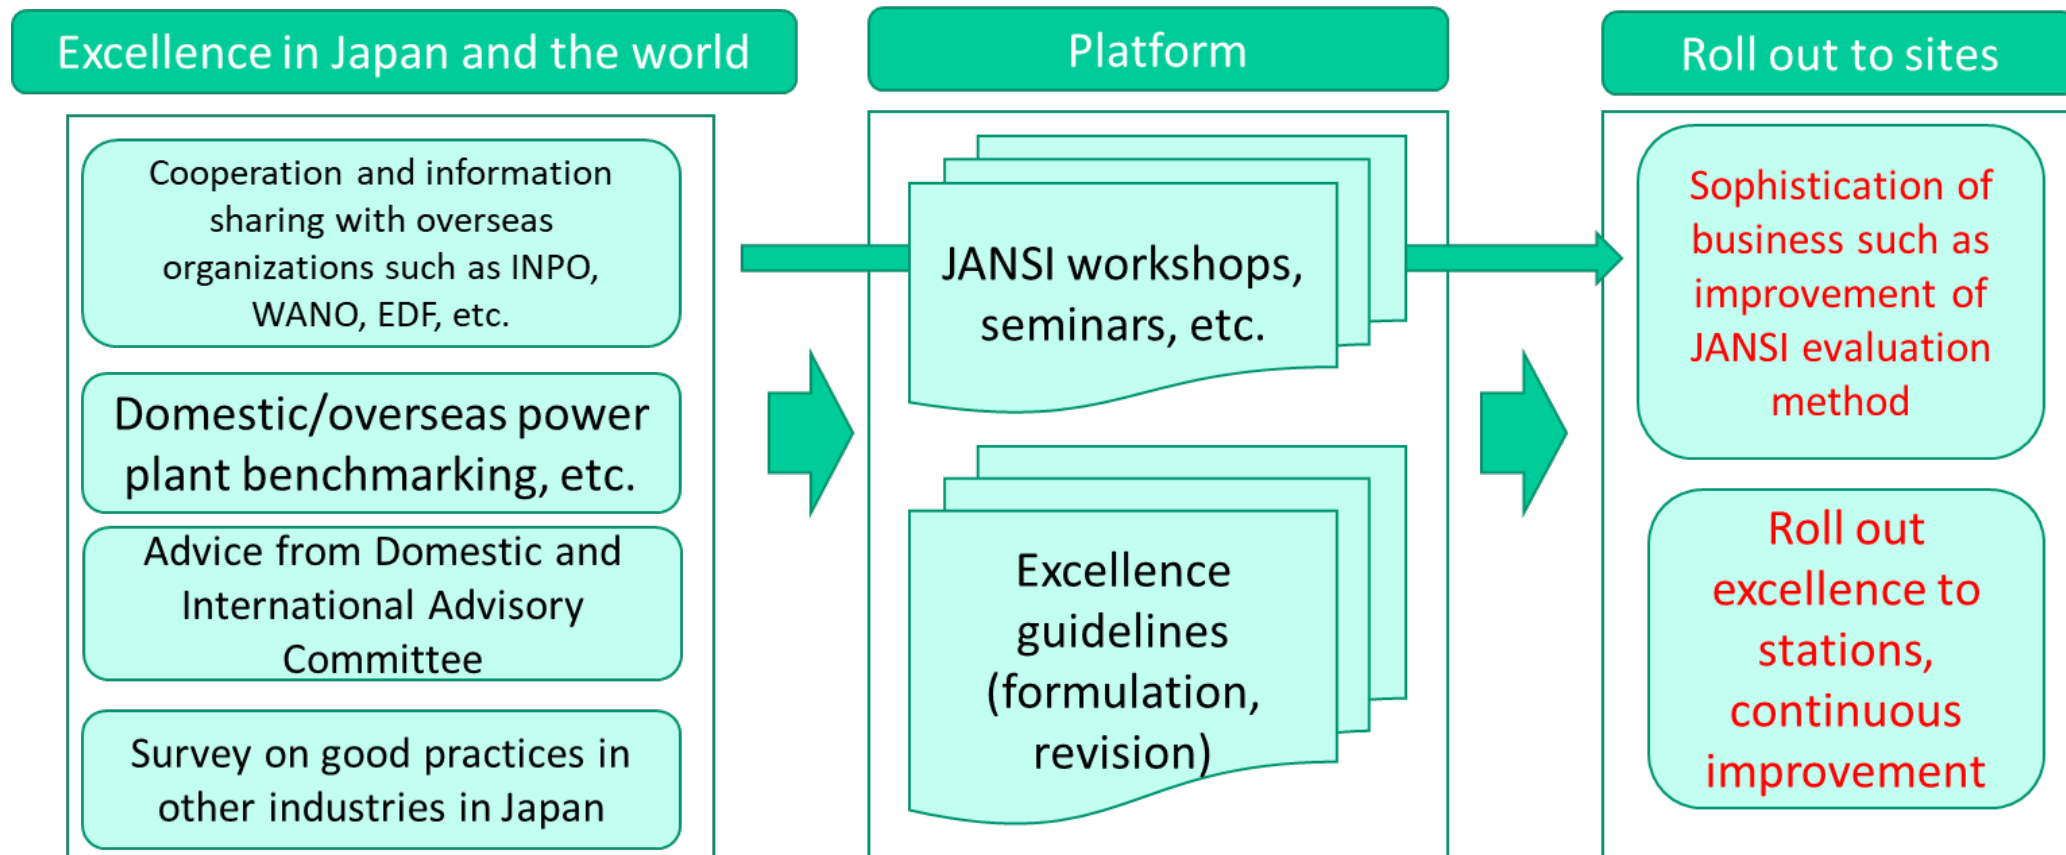 Excellence in Japan and the world
Cooperation and information
sharing with overseas
organizations such as INPO,
WANO, EDF, etc.
Domestic/overseas power
plant benchmarking, etc.
Advice from Domestic and
International Advisory
Committee
Survey on good practices in
other industries in Japan
Platform
JANSI workshops,
seminars, etc.
Excellence
guidelines
(formulation,
revision)
Roll out to sites
Sophistication of
business such as
improvement of
JANSI evaluation
method
Roll out
excellence to
stations,
continuous
improvement